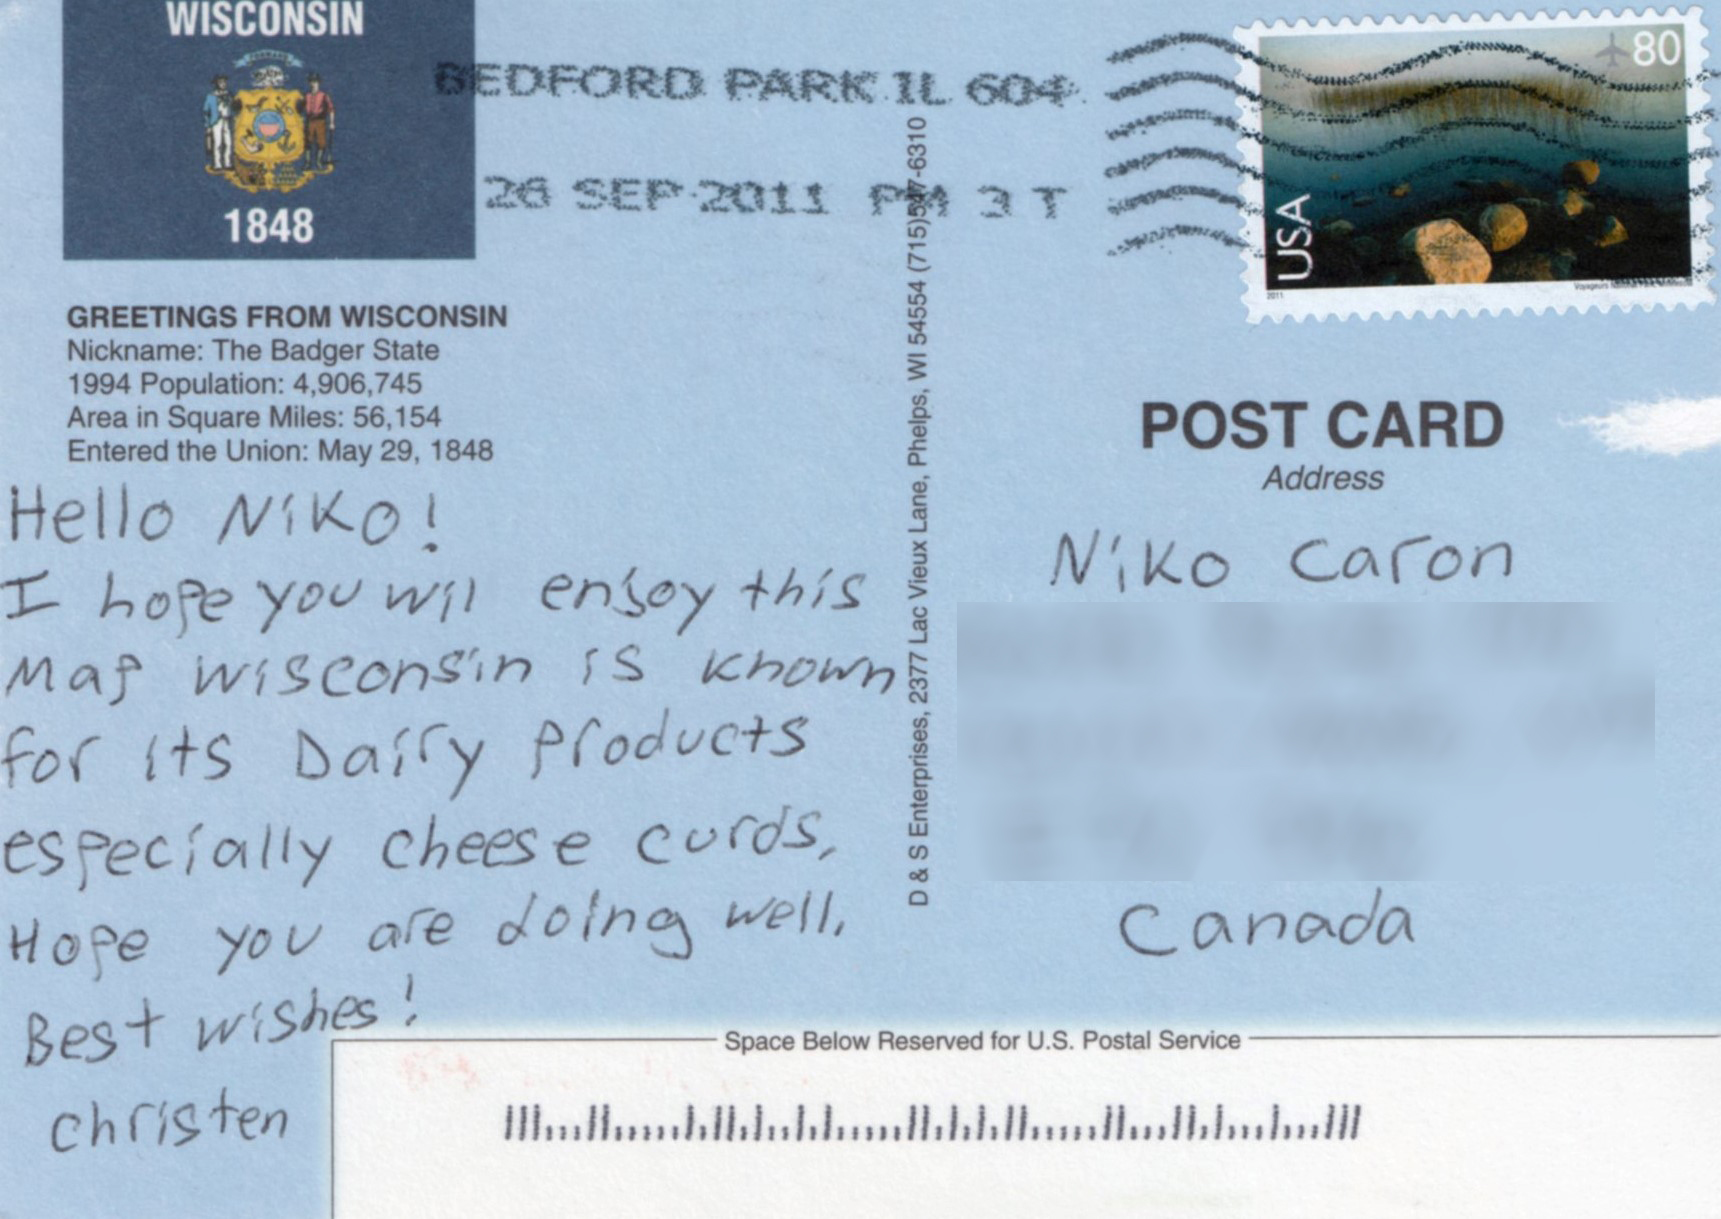 WISCONSIN
1848
GREETINGS FROM WISCONSIN
Nickname: The Badger State
1994 Population: 4,906,745
Area in Square Miles: 56,154
Entered the Union: May 29, 1848
Hello Niko!
I hope you wil enjoy this
Map Wisconsin is known
for its Dairy Products
especially cheese curds.
Hope you are doing well.
Best wishes!
Christen
BEDFORD PARK IL 604
26 SEP 2011 PM 3 T
D & S Enterprises, 2377 Lac Vieux Lane, Phelps, WI 54554 (715)547-6310
80
USA
2011
POST CARD
Address
Niko Caron
Canada
Space Below Reserved for U.S. Postal Service